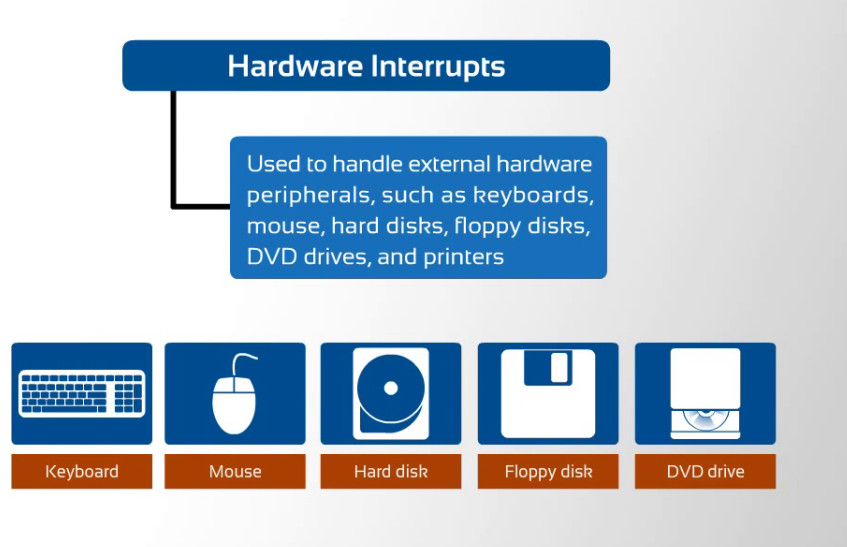 Hardware Interrupts
Used to handle external hardware
peripherals, such as keyboards,
mouse, hard disks, floppy disks,
DVD drives, and printers
Keyboard
Mouse
Hard disk
Floppy disk
DVD drive